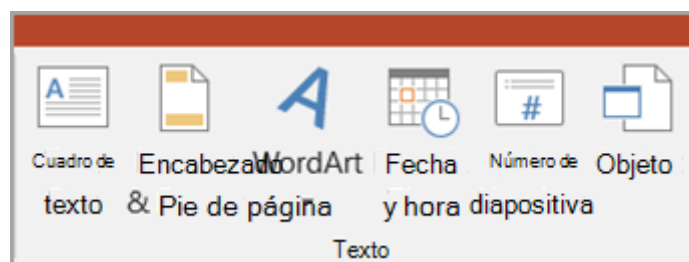 Cuadro de texto
Encabezado & Pie de página
WordArt
Fecha y hora
Número de diapositiva
Objeto
Texto